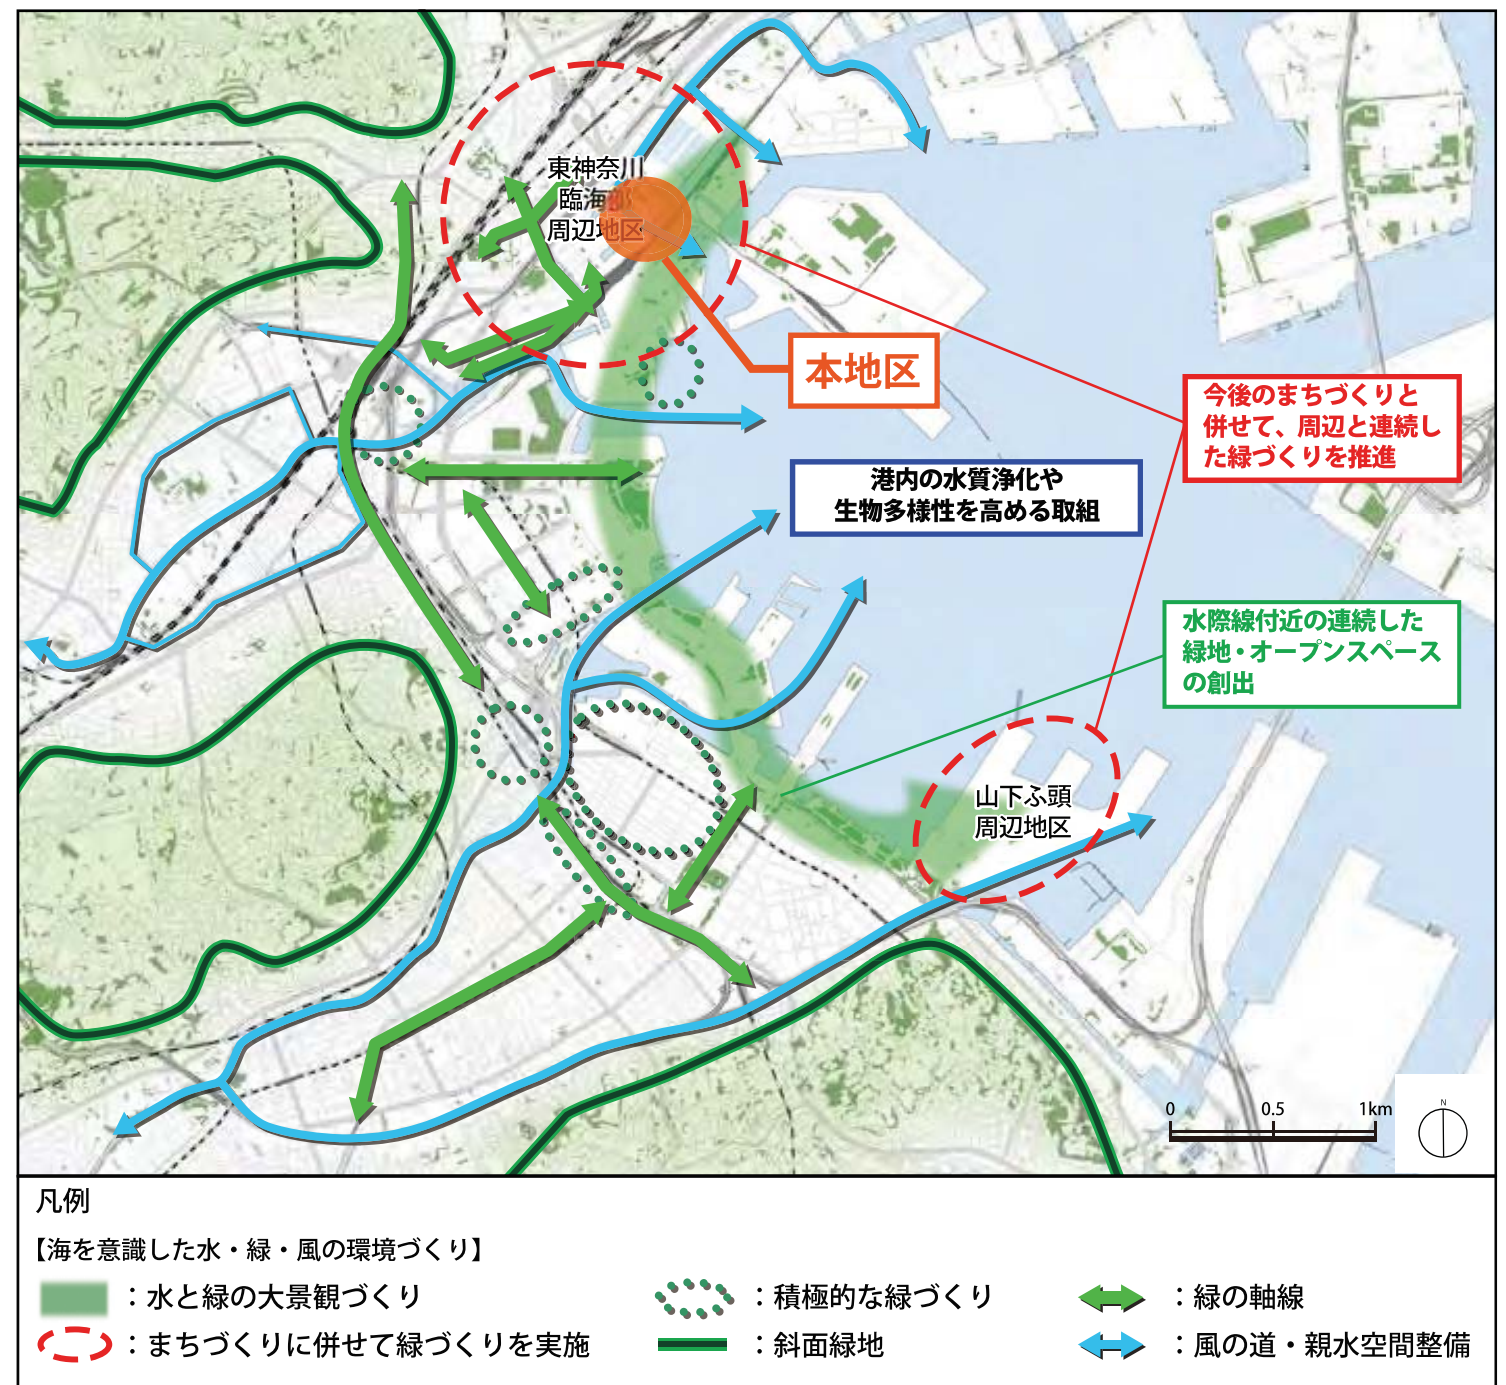 東神奈川
臨海部
周辺地区
本地区
今後のまちづくりと
併せて、周辺と連続し
た緑づくりを推進
港内の水質浄化や
生物多様性を高める取組
水際線付近の連続した
緑地・オープンスペース
の創出
山下ふ頭
周辺地区
0 0.5 1km
N
凡例
【海を意識した水・緑・風の環境づくり】
：水と緑の大景観づくり
：積極的な緑づくり
：緑の軸線
：まちづくりに併せて緑づくりを実施
：斜面緑地
：風の道・親水空間整備